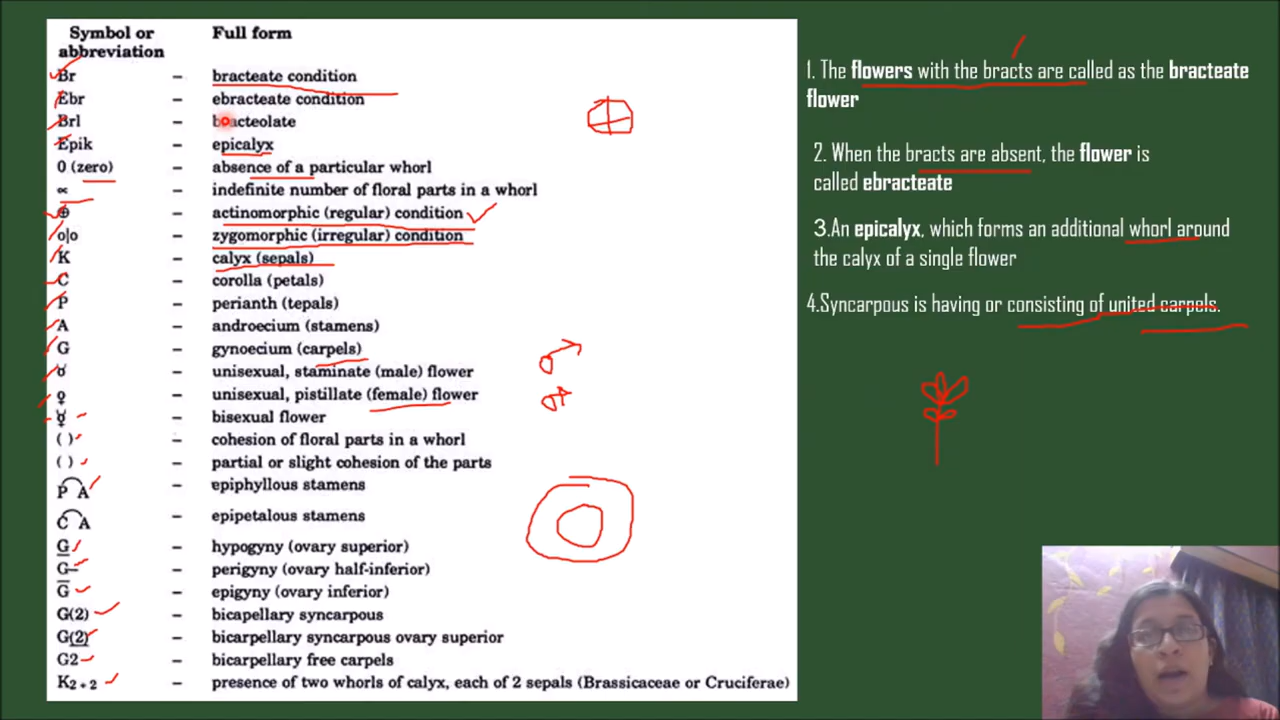 Symbol or abbreviation Full form
Br – bracteate condition
Ebr – ebracteate condition
Brl – bracteolate
Epik – epicalyx
0 (zero) – absence of a particular whorl
∝ – indefinite number of floral parts in a whorl
⊕ – actinomorphic (regular) condition
o|o – zygomorphic (irregular) condition
K – calyx (sepals)
C – corolla (petals)
P – perianth (tepals)
A – androecium (stamens)
G – gynoecium (carpels)
♂ – unisexual, staminate (male) flower
♀ – unisexual, pistillate (female) flower
⚥ – bisexual flower
( ) – cohesion of floral parts in a whorl
( ) – partial or slight cohesion of the parts
P A – epiphyllous stamens
C A – epipetalous stamens
G – hypogyny (ovary superior)
G– – perigyny (ovary half-inferior)
G – epigyny (ovary inferior)
G(2) – bicapellary syncarpous
G(2) – bicarpellary syncarpous ovary superior
G2 – bicarpellary free carpels
K2 + 2 – presence of two whorls of calyx, each of 2 sepals (Brassicaceae or Cruciferae)
1. The flowers with the bracts are called as the bracteate
flower
2. When the bracts are absent, the flower is
called ebracteate
3.An epicalyx, which forms an additional whorl around
the calyx of a single flower
4.Syncarpous is having or consisting of united carpels.